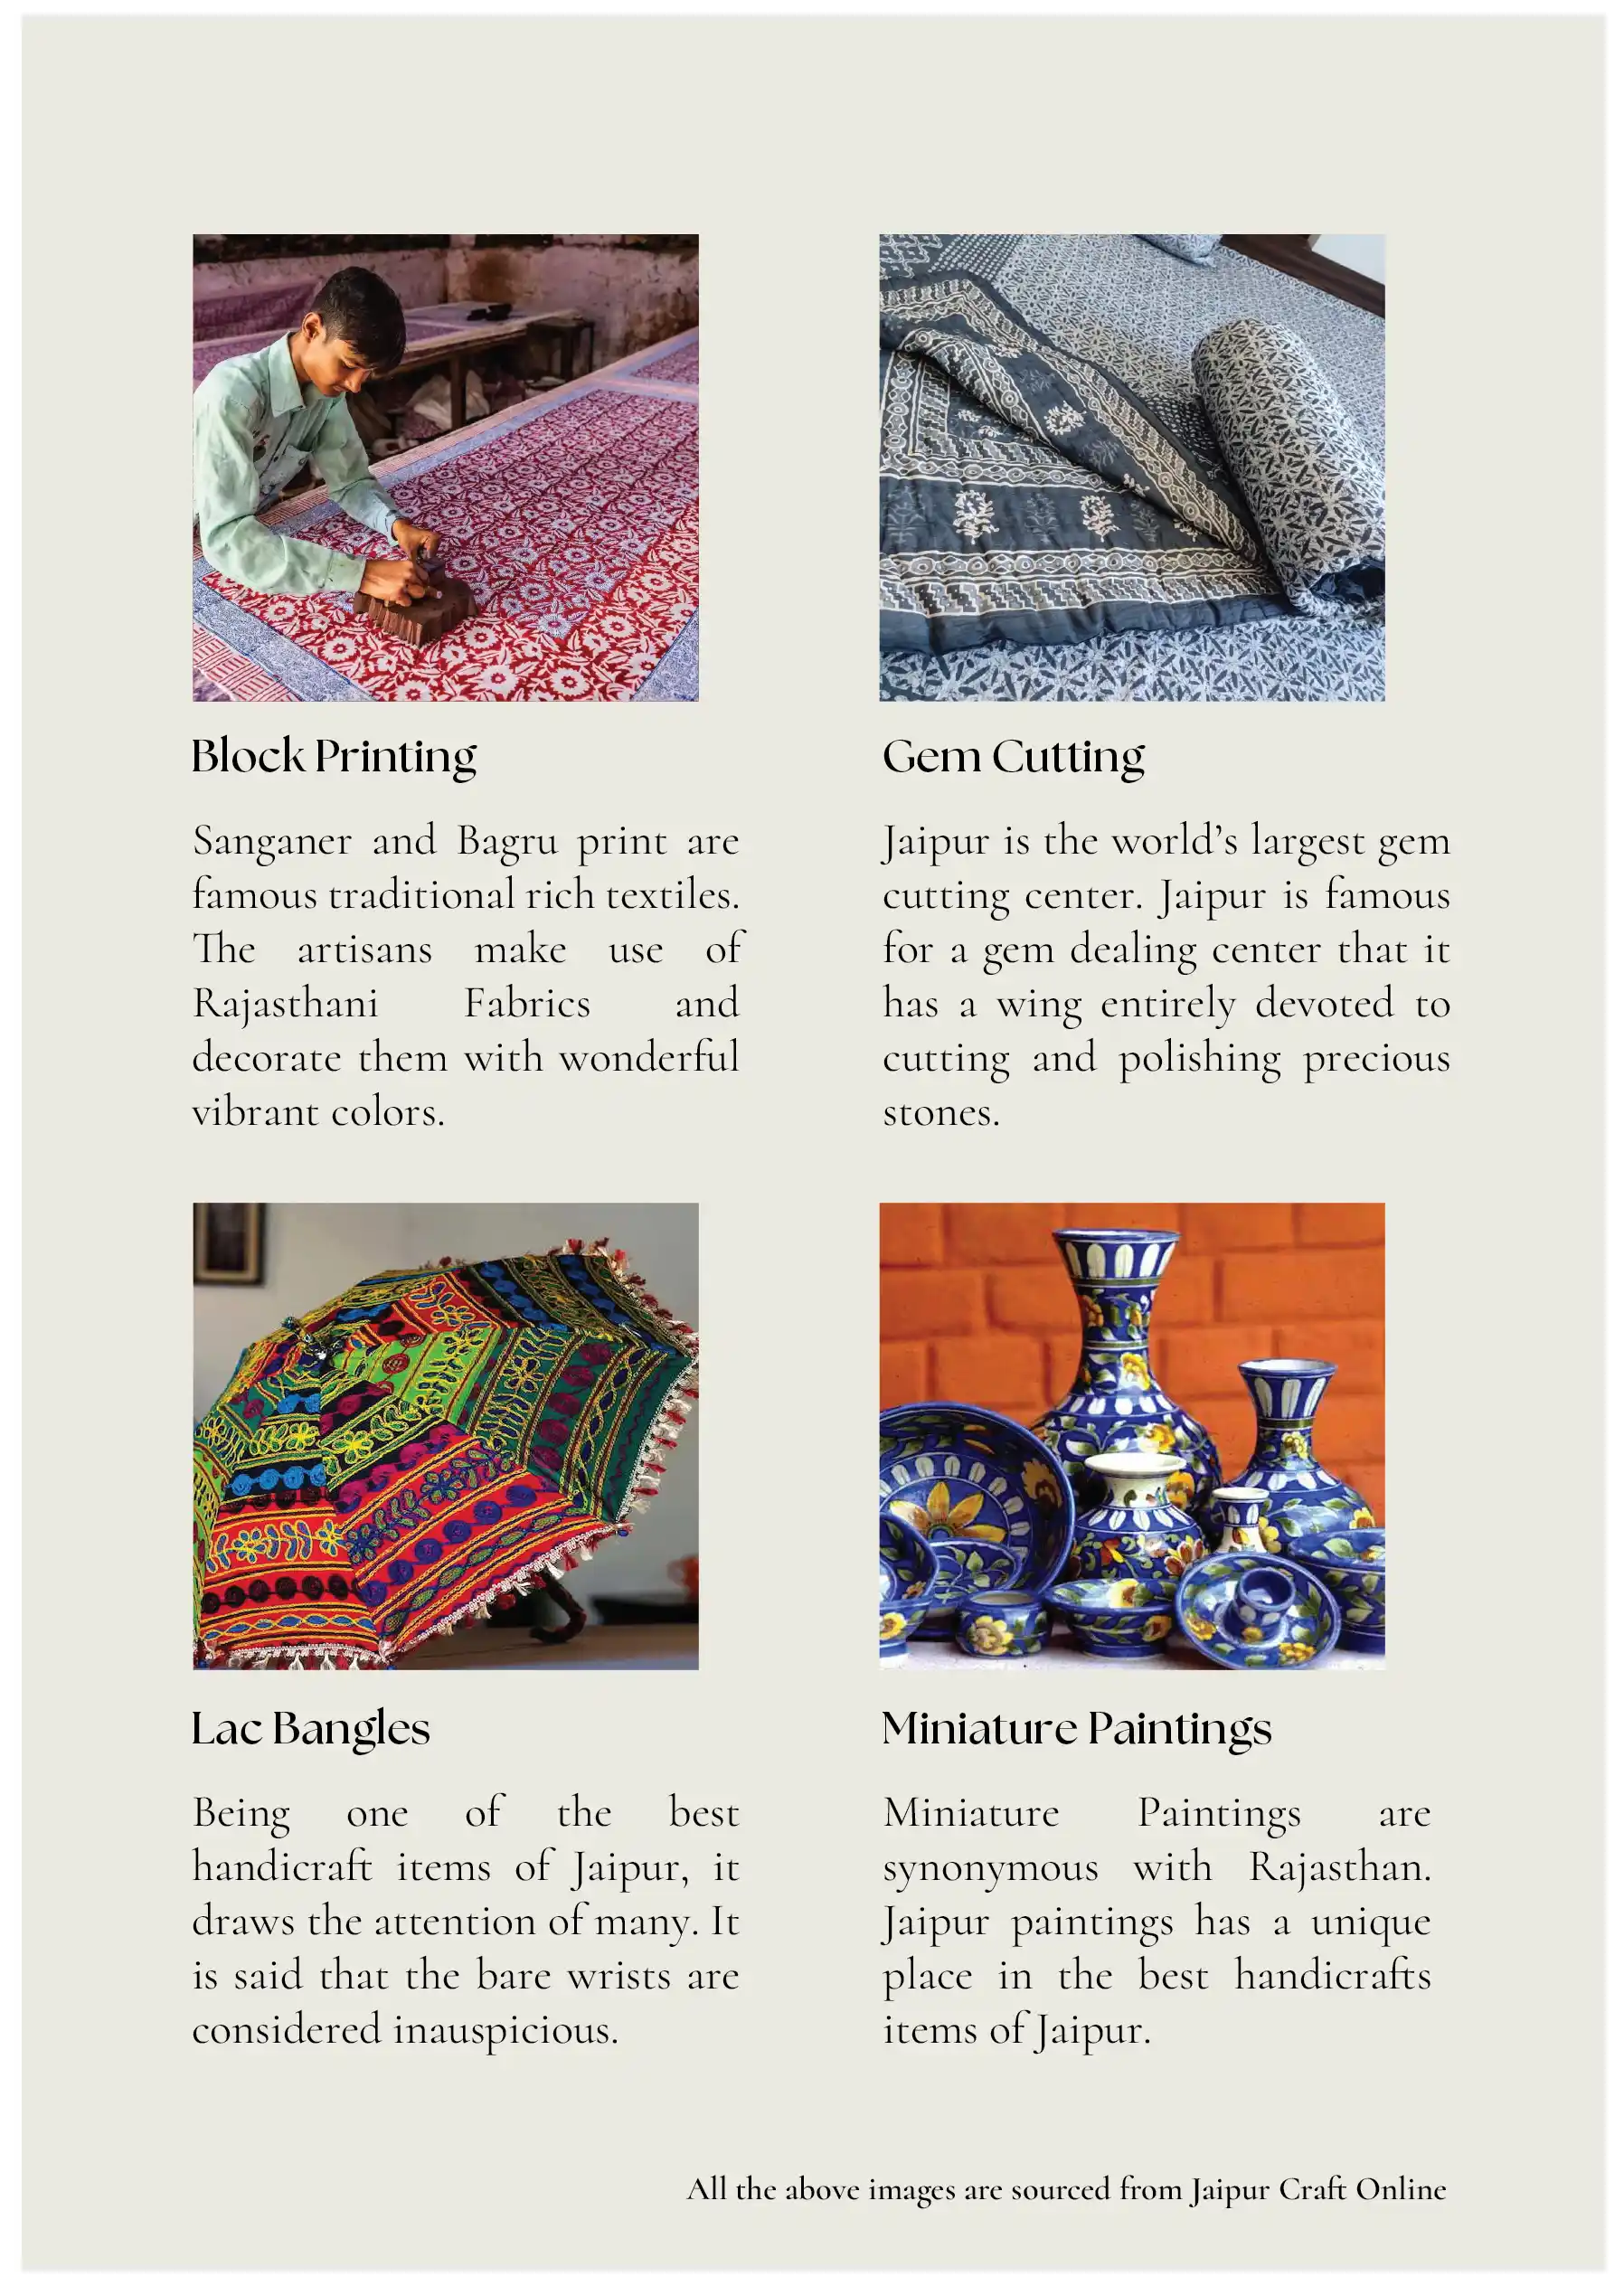 Block Printing
Sanganer and Bagru print are
famous traditional rich textiles.
The artisans make use of
Rajasthani Fabrics and
decorate them with wonderful
vibrant colors.
Gem Cutting
Jaipur is the world's largest gem
cutting center. Jaipur is famous
for a gem dealing center that it
has a wing entirely devoted to
cutting and polishing precious
stones.
Lac Bangles
Being one of the best
handicraft items of Jaipur, it
draws the attention of many. It
is said that the bare wrists are
considered inauspicious.
Miniature Paintings
Miniature Paintings are
synonymous with Rajasthan.
Jaipur paintings has a unique
place in the best handicrafts
items of Jaipur.
All the above images are sourced from Jaipur Craft Online